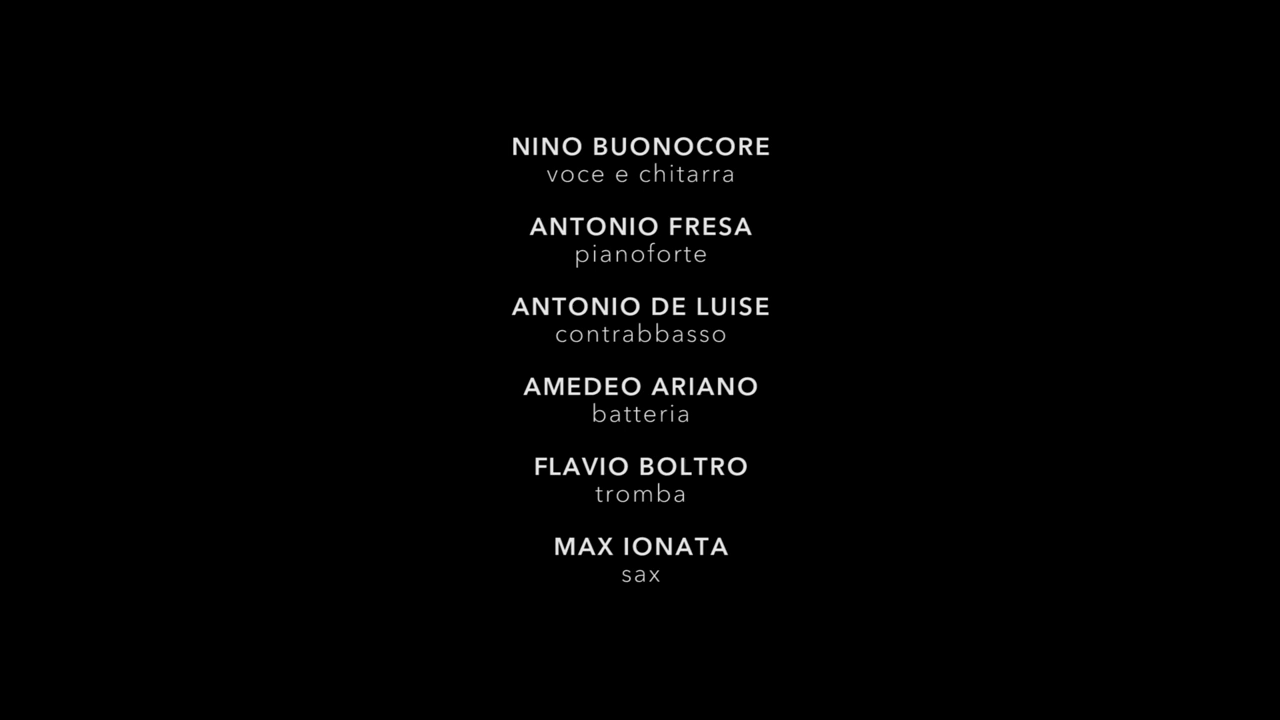 NINO BUONOCORE
voce e chitarra
ANTONIO FRESA
pianoforte
ANTONIO DE LUISE
contrabbasso
AMEDEO ARIANO
batteria
FLAVIO BOLTRO
tromba
MAX IONATA
sax